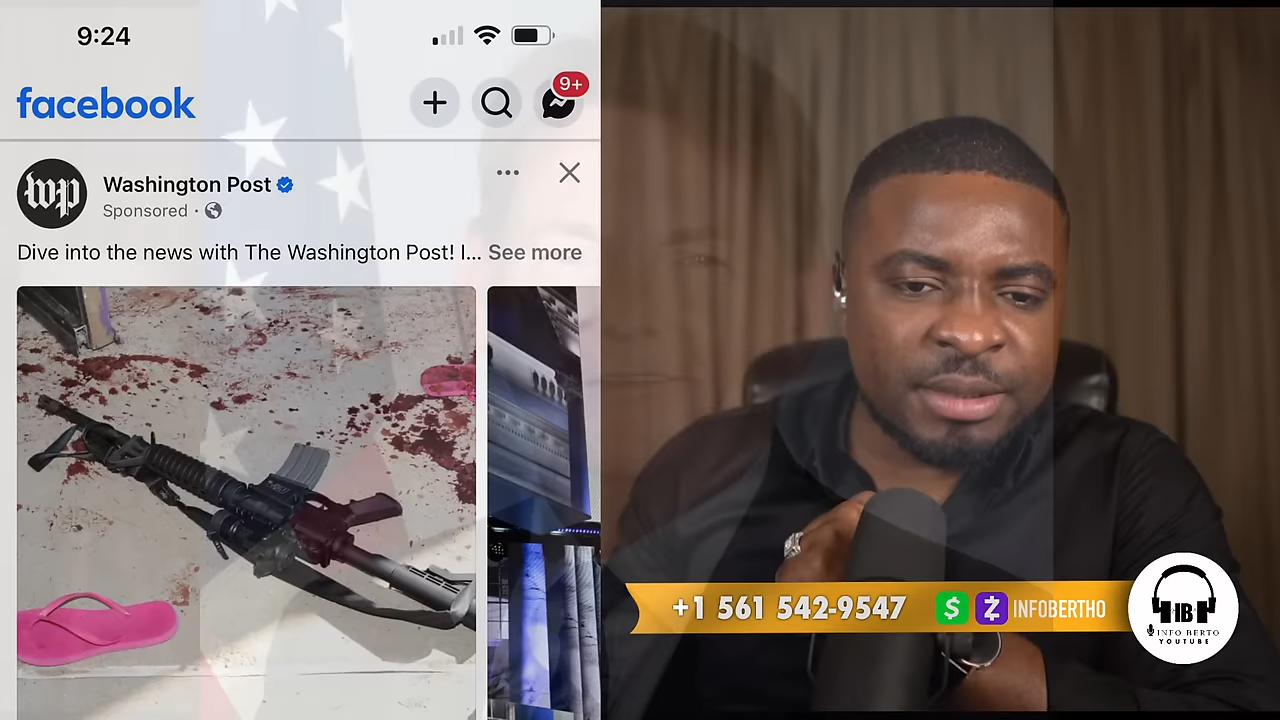 9:24
facebook
9+
wp
Washington Post
Sponsored ·
Dive into the news with The Washington Post! I... See more
+1 561 542-9547
$
INFOBERTHO
IB
INFO BERTO
YOUTUBE